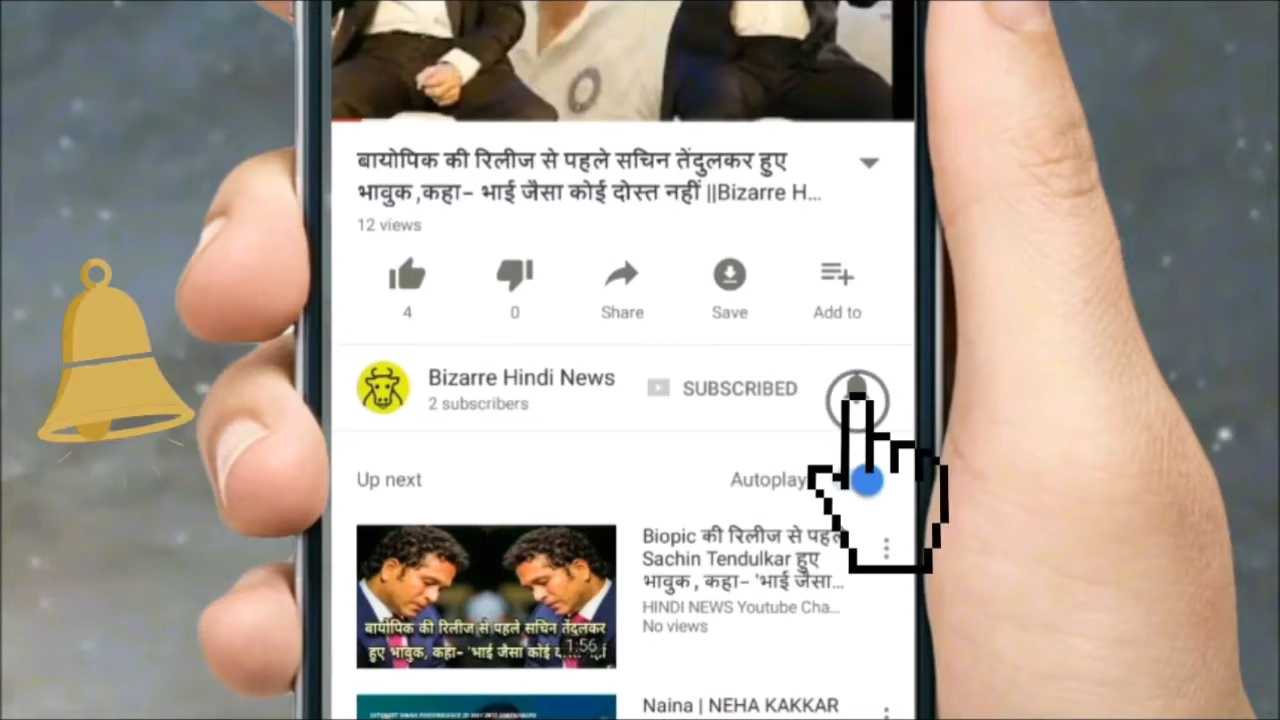 बायोपिक की रिलीज से पहले सचिन तेंदुलकर हुए
भावुक,कहा- भाई जैसा कोई दोस्त नहीं ||Bizarre H...
12 views
4
0
Share
Save
Add to
Bizarre Hindi News
SUBSCRIBED
2 subscribers
Up next
Autoplay
Biopic की रिलीज से पहले
Sachin Tendulkar हुए
भावुक, कहा- 'भाई जैसा...
HINDI NEWS Youtube Cha...
No views
बायोपिक की रिलीज से पहले सचिन तेंदुलकर
हुए भावुक, कहा- 'भाई जैसा कोई
1:56
Naina | NEHA KAKKAR